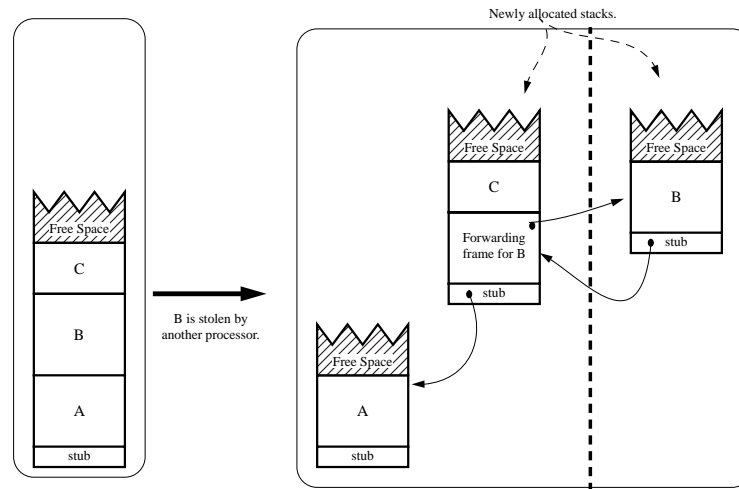 Newly allocated stacks.
Free Space
C
B
A
stub
B is stolen by
another processor.
Free Space
C
Forwarding
frame for B
stub
Free Space
B
stub
Free Space
A
stub